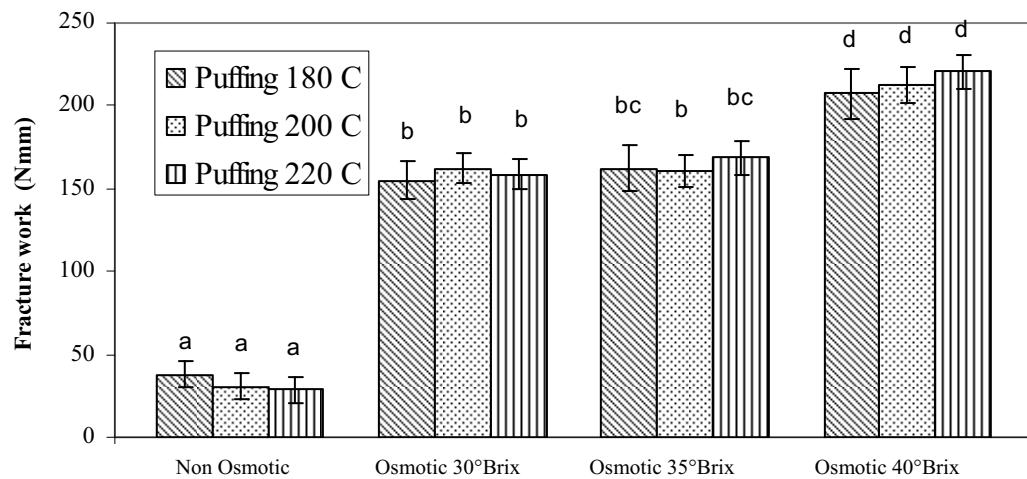 250
200
150
100
50
0
Fracture work (Nmm)
Puffing 180 C
Puffing 200 C
Puffing 220 C
a a a
b b b
bc b bc
d d d
Non Osmotic Osmotic 30°Brix Osmotic 35°Brix Osmotic 40°Brix